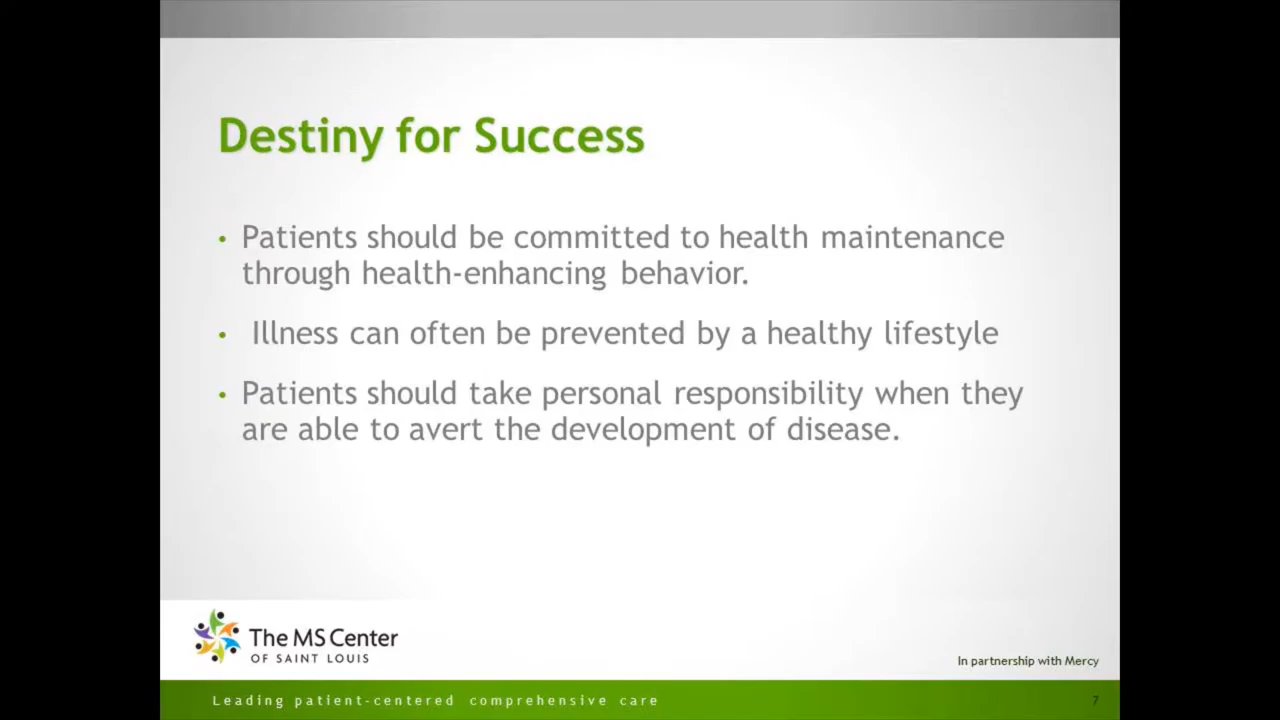 Destiny for Success
• Patients should be committed to health maintenance
through health-enhancing behavior.
• Illness can often be prevented by a healthy lifestyle
• Patients should take personal responsibility when they
are able to avert the development of disease.
The MS Center
OF SAINT LOUIS
In partnership with Mercy
Leading patient-centered comprehensive care
7